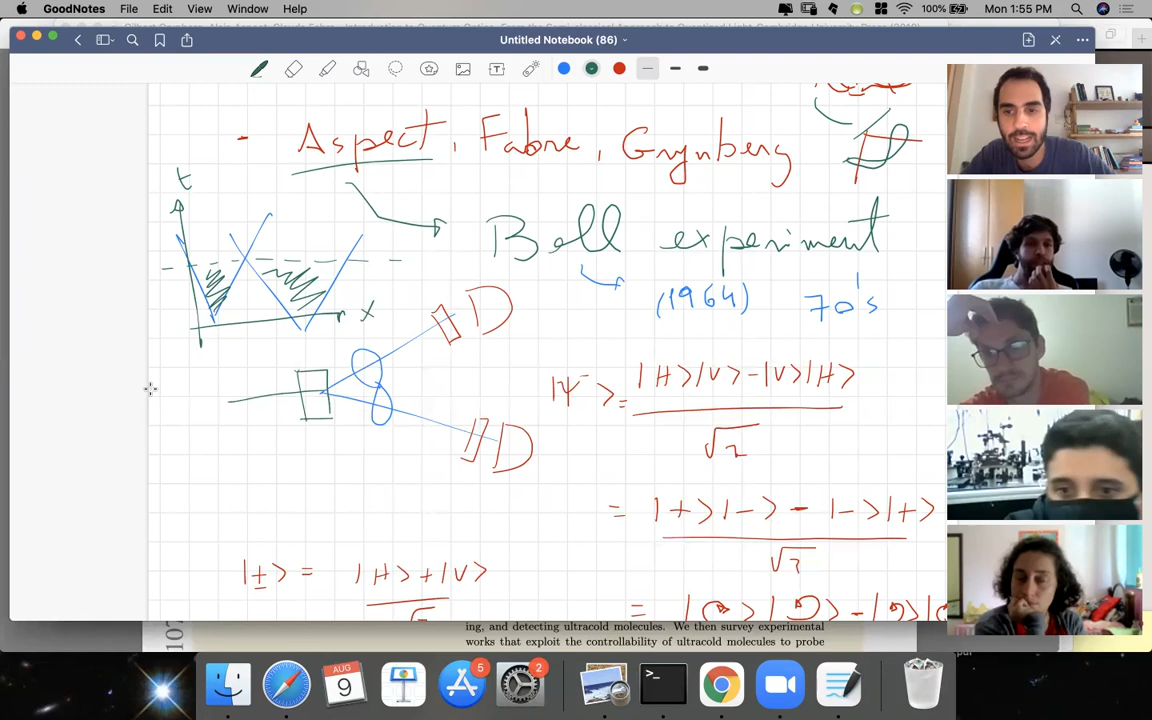 GoodNotes File Edit View Window Help 100% Mon 1:55 PM
Untitled Notebook (86)
Aspect, Fabre, Grynberg
t
Bell experiment
x
(1964) 70's
D
|Ψ⁻> = |H>|V> - |V>|H>
√2
D
= |+>|-> - |->|+>
√2
|±> = |H> + |V>
√
=
107
ing, and detecting ultracold molecules. We then survey experimental
works that exploit the controllability of ultracold molecules to probe
AUG
9
5
2